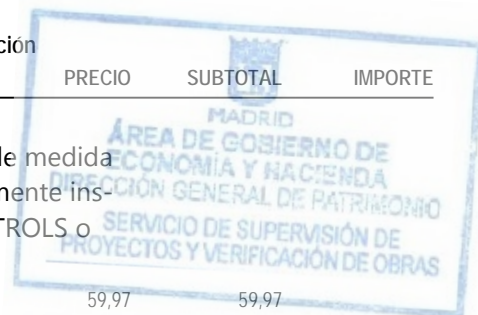 ción
PRECIO SUBTOTAL IMPORTE
MADRID
ÁREA DE GOBIERNO DE
e medida
ECONOMÍA Y HACIENDA
mente ins-
DIRECCIÓN GENERAL DE PATRIMONIO
TROLS o
SERVICIO DE SUPERVISIÓN DE
PROYECTOS Y VERIFICACIÓN DE OBRAS
59,97 59,97